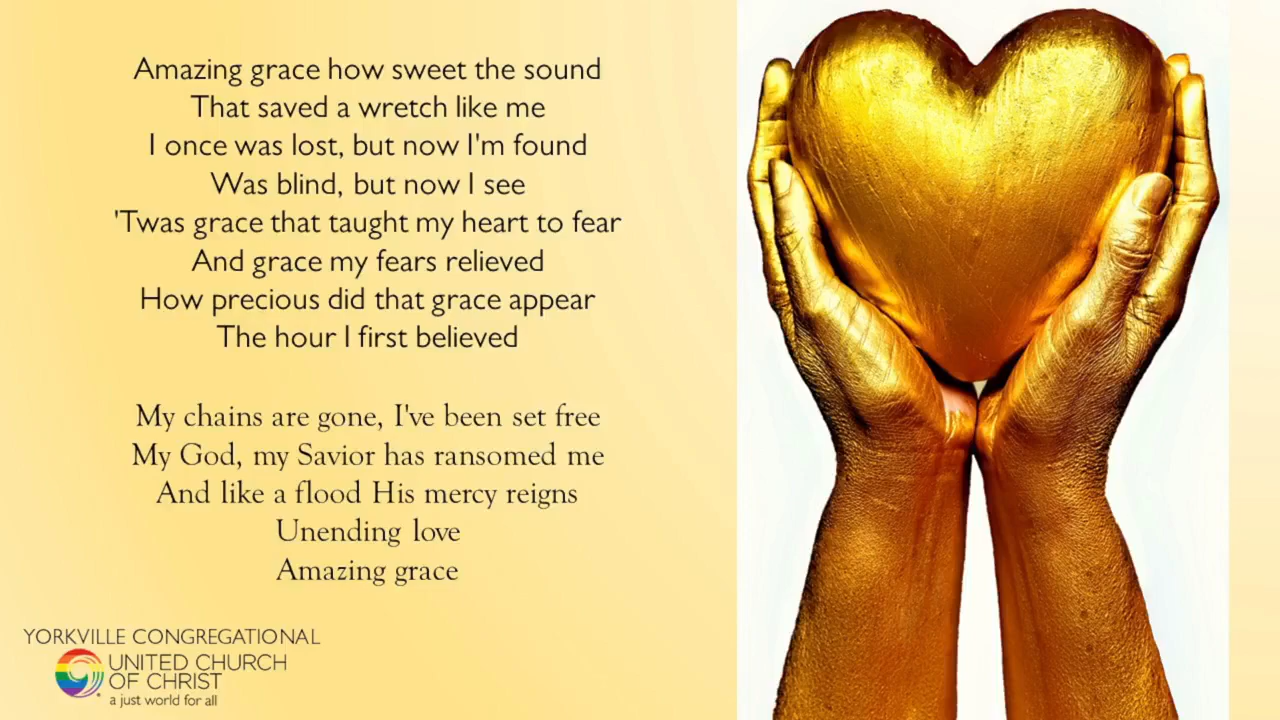 Amazing grace how sweet the sound
That saved a wretch like me
I once was lost, but now I'm found
Was blind, but now I see
'Twas grace that taught my heart to fear
And grace my fears relieved
How precious did that grace appear
The hour I first believed
My chains are gone, I've been set free
My God, my Savior has ransomed me
And like a flood His mercy reigns
Unending love
Amazing grace
YORKVILLE CONGREGATIONAL
UNITED CHURCH
OF CHRIST
a just world for all